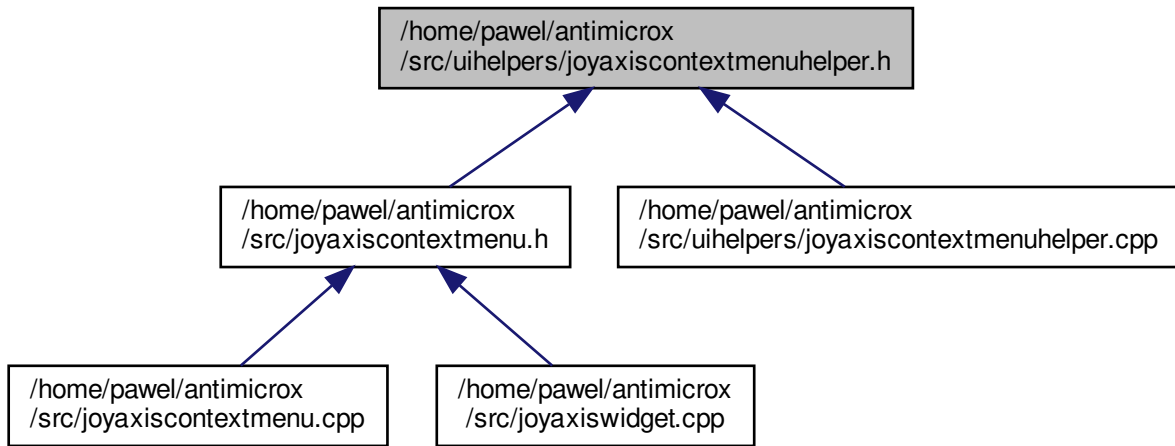 /home/pawel/antimicrox
/src/uihelpers/joyaxiscontextmenuhelper.h
/home/pawel/antimicrox
/src/joyaxiscontextmenu.h
/home/pawel/antimicrox
/src/uihelpers/joyaxiscontextmenuhelper.cpp
/home/pawel/antimicrox
/src/joyaxiscontextmenu.cpp
/home/pawel/antimicrox
/src/joyaxiswidget.cpp